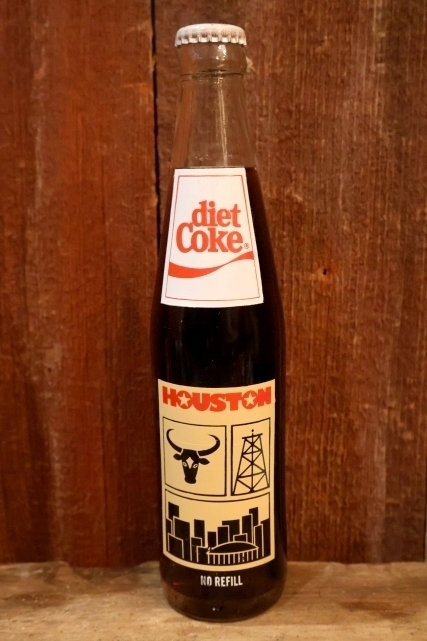 diet
Coke®
HOUSTON
NO REFILL